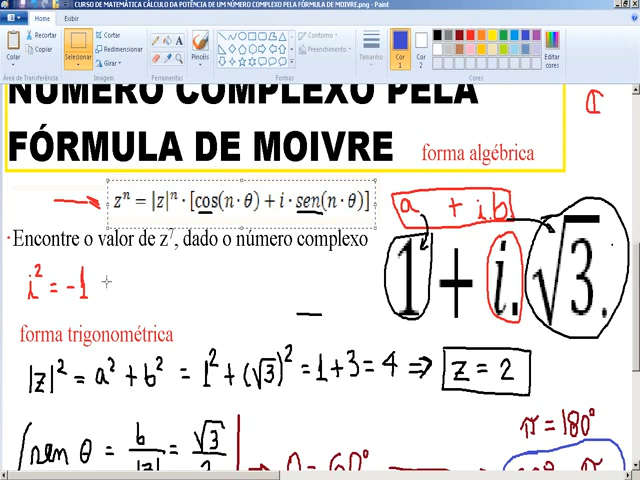 CURSO DE MATEMÁTICA CÁLCULO DA POTÊNCIA DE UM NÚMERO COMPLEXO PELA FÓRMULA DE MOIVRE.png - Paint
Home Exibir
Colar
Recortar
Copiar
Área de Transferência
Selecionar
Cortar
Redimensionar
Girar
Imagem
Ferramentas
Pincéis
Contorno
Preenchimento
Formas
Tamanho
Cor 1
Cor 2
Editar cores
Cores
NÚMERO COMPLEXO PELA
FÓRMULA DE MOIVRE
forma algébrica
zⁿ = |z|ⁿ · [cos(n · θ) + i · sen(n · θ)]
a + i.b.
• Encontre o valor de z⁷, dado o número complexo
1 + i.√3.
i² = -1
forma trigonométrica
|z|² = a² + b² = 1² + (√3)² = 1 + 3 = 4 ⇒ z = 2
π = 180°
sen θ = b/|z| = √3/2
θ = 60°